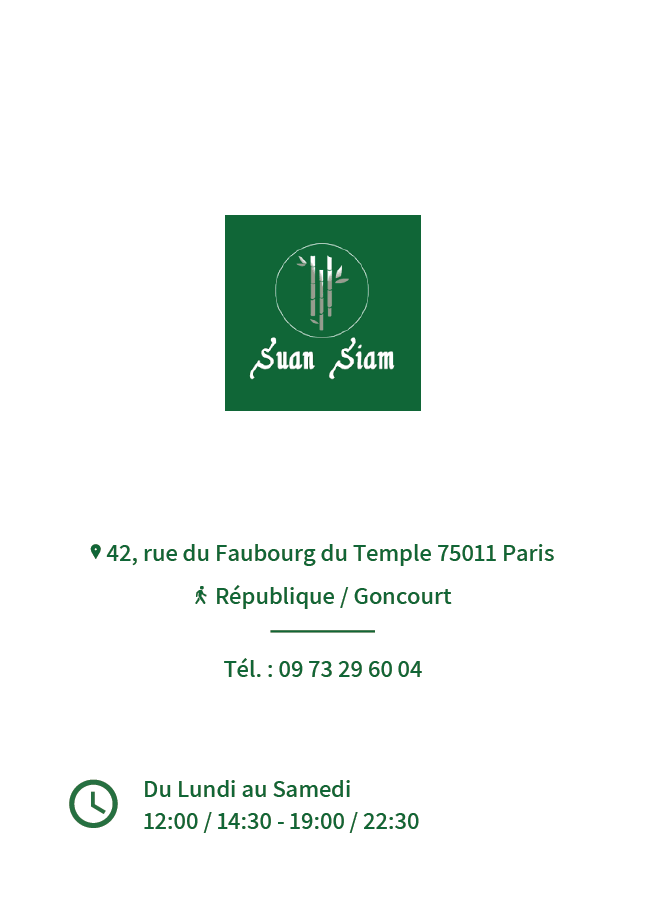 Suan Siam
42, rue du Faubourg du Temple 75011 Paris
République / Goncourt
Tél. : 09 73 29 60 04
Du Lundi au Samedi
12:00 / 14:30 - 19:00 / 22:30